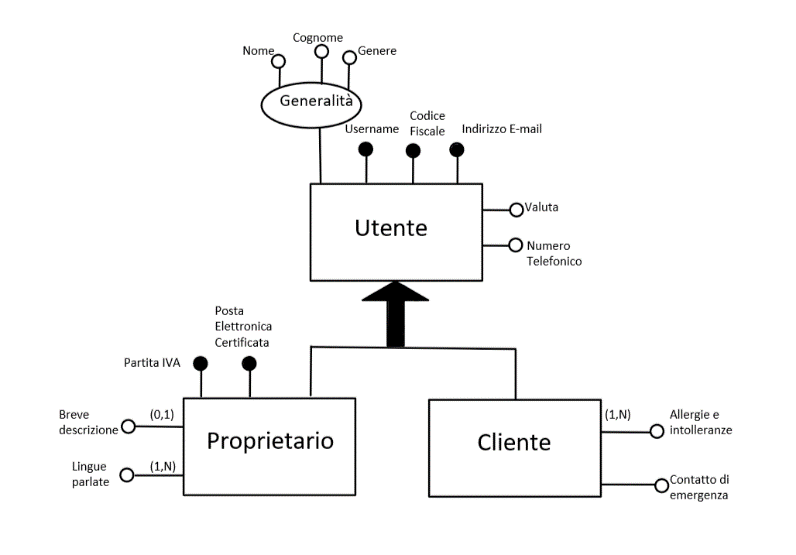 Cognome
Nome
Genere
Generalità
Username
Codice
Fiscale
Indirizzo E-mail
Utente
Valuta
Numero
Telefonico
Posta
Elettronica
Certificata
Partita IVA
Breve
descrizione
(0,1)
Lingue
parlate
(1,N)
Proprietario
Cliente
(1,N)
Allergie e
intolleranze
Contatto di
emergenza